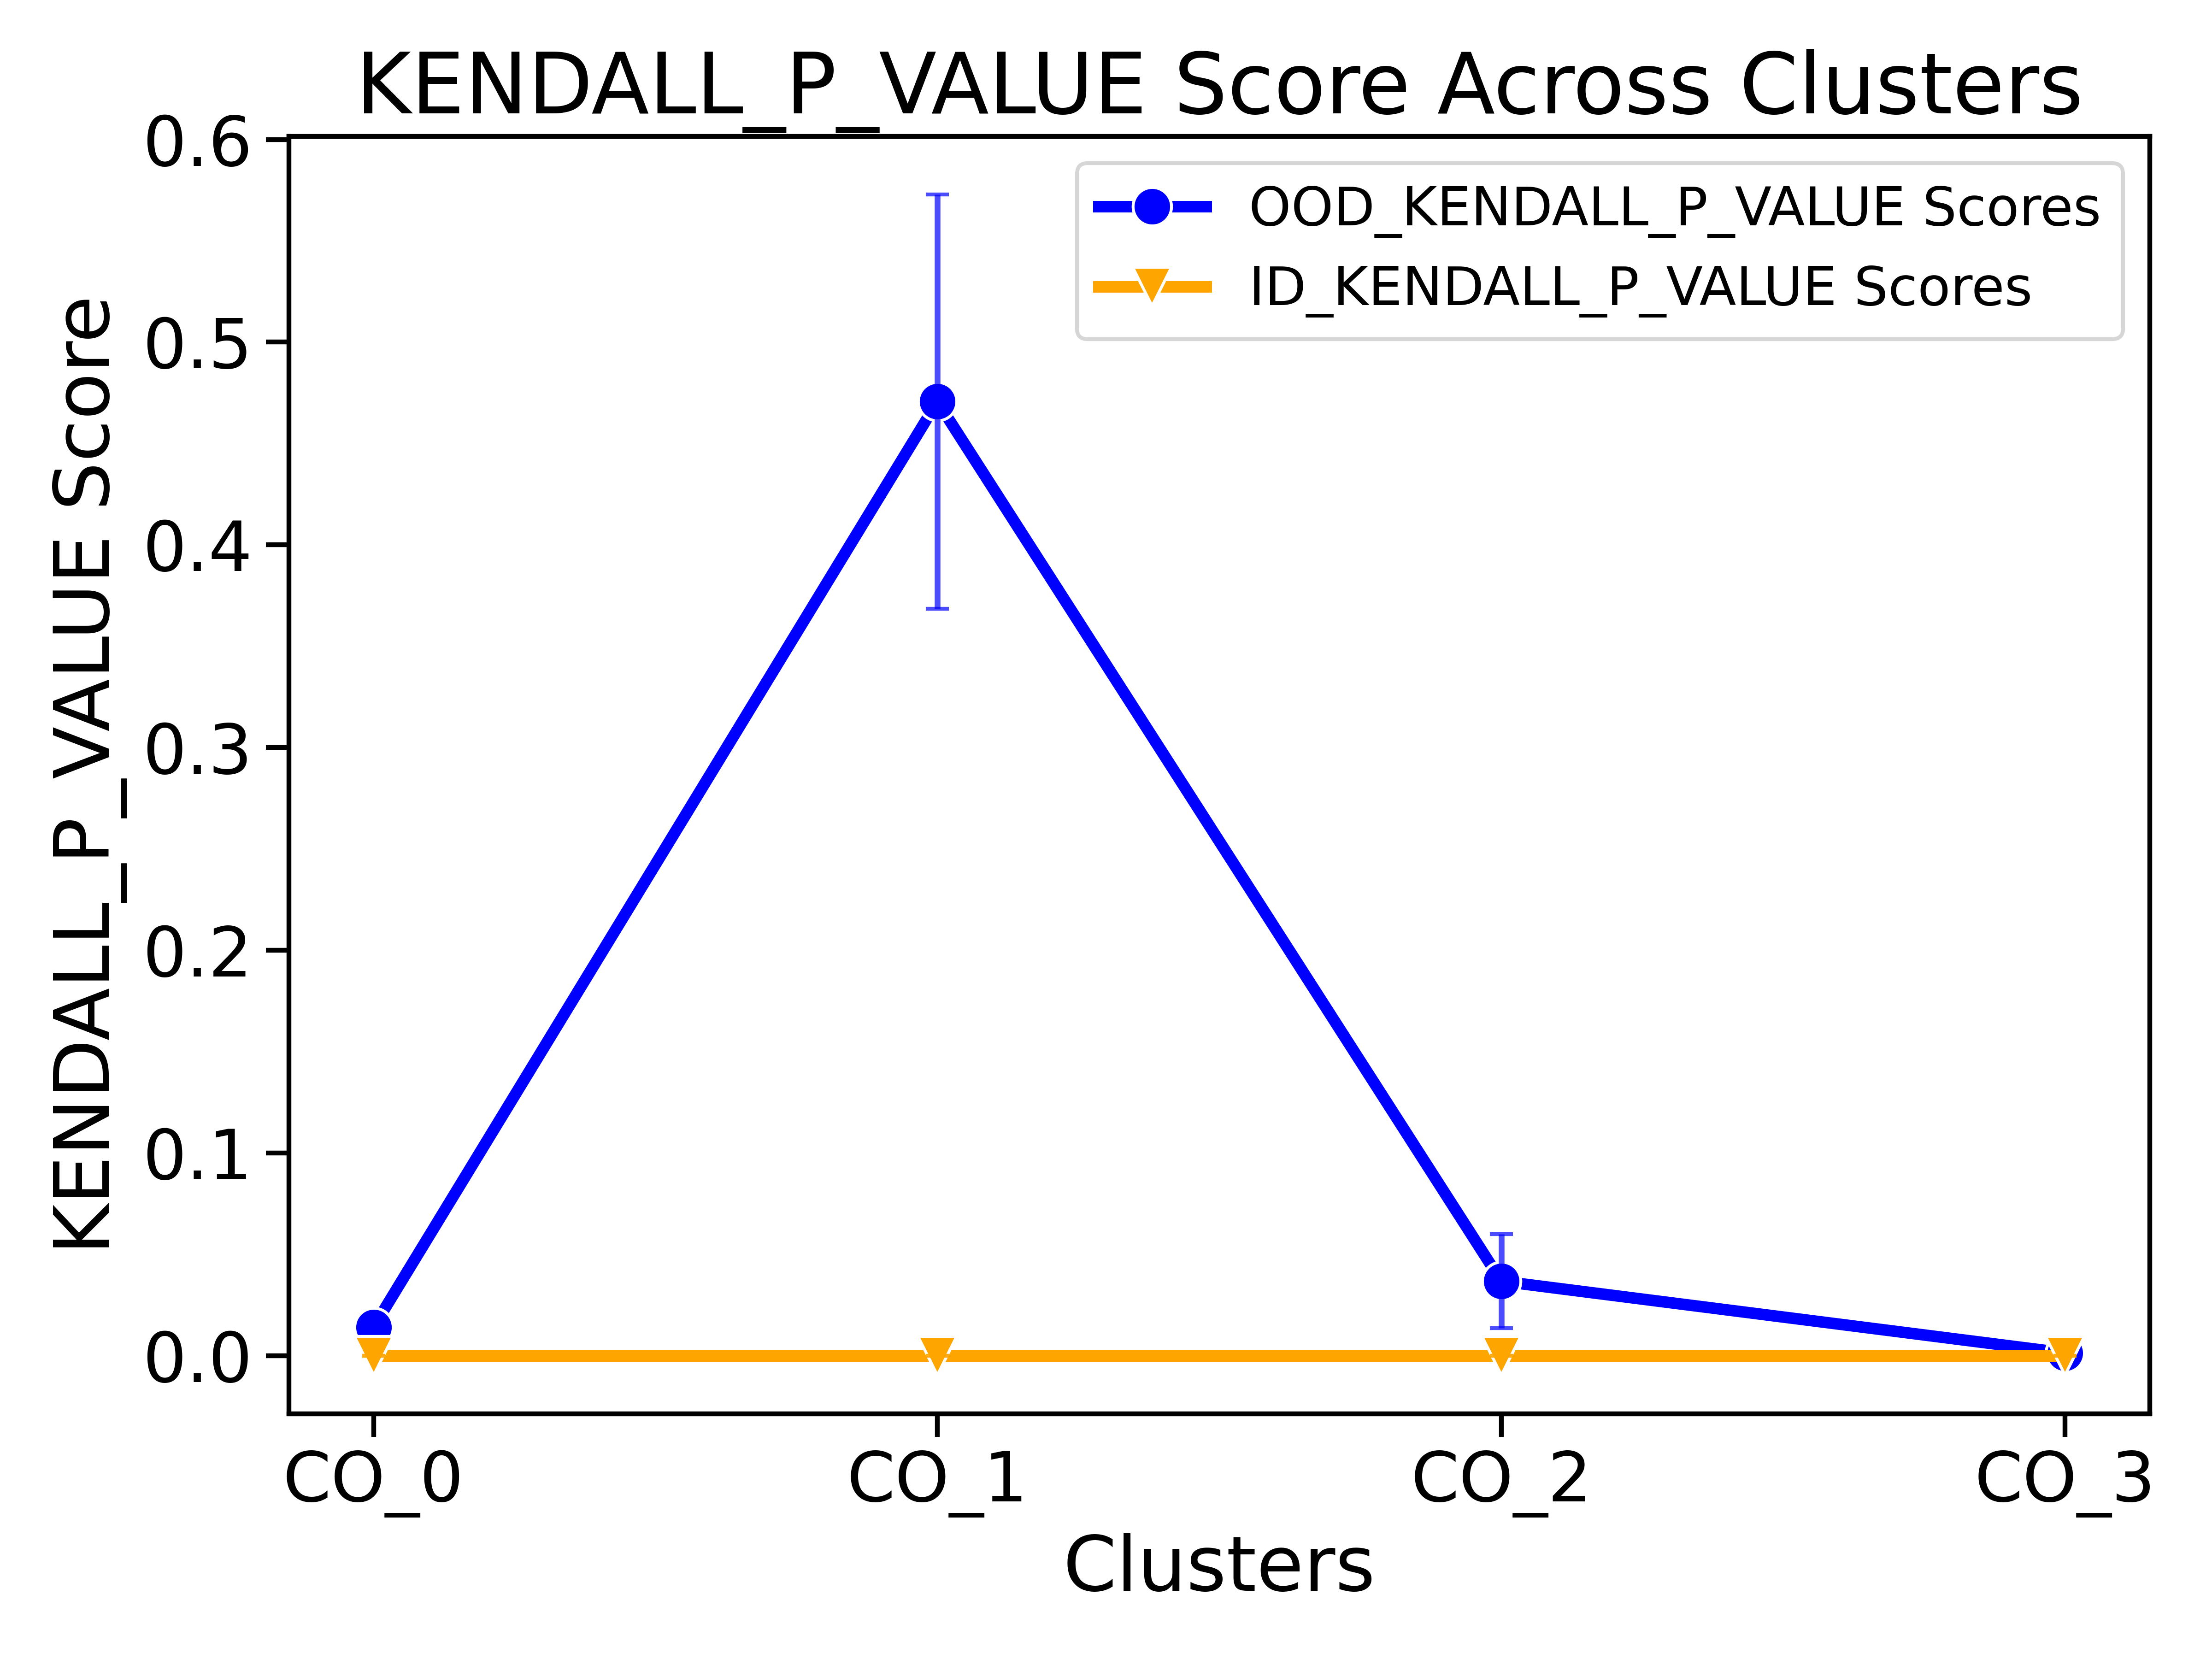 KENDALL_P_VALUE Score Across Clusters
KENDALL_P_VALUE Score
0.6
0.5
0.4
0.3
0.2
0.1
0.0
OOD_KENDALL_P_VALUE Scores
ID_KENDALL_P_VALUE Scores
CO_0
CO_1
CO_2
CO_3
Clusters